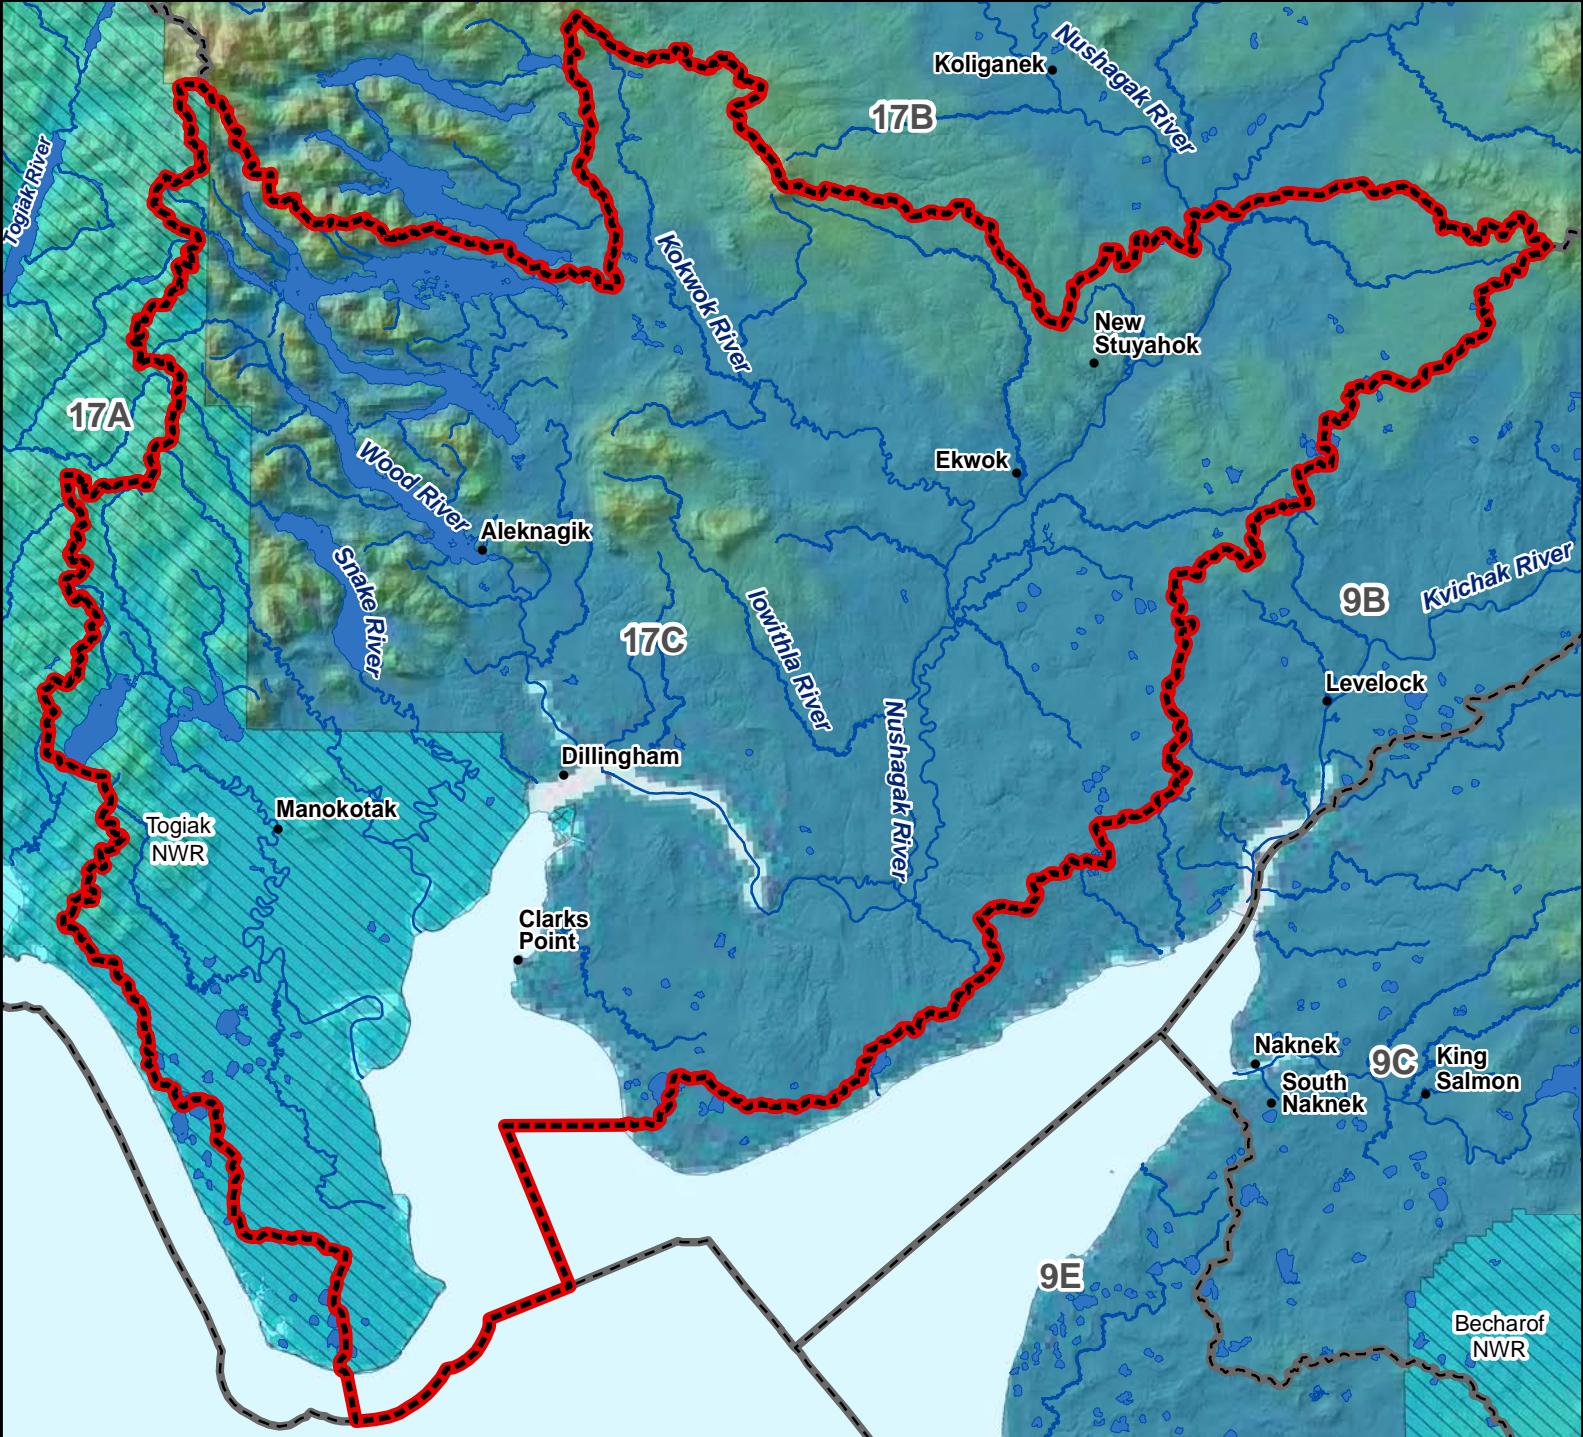 Koliganek
Nushagak River
17B
Togiak River
Kokwok River
New
Stuyahok
17A
Ekwok
Wood River
Aleknagik
Snake River
Iowithla River
9B
Kvichak River
17C
Levelock
Nushagak River
Dillingham
Manokotak
Togiak
NWR
Clarks
Point
Naknek
9C
King
Salmon
South
Naknek
9E
Becharof
NWR